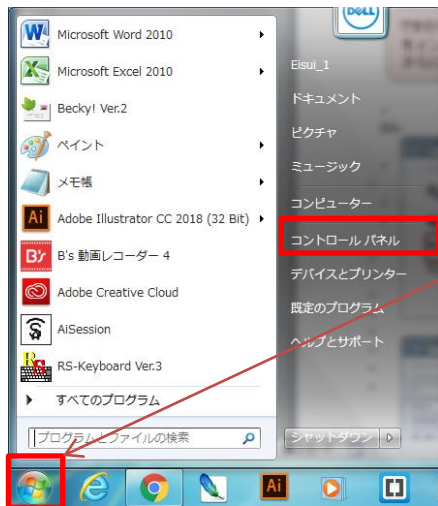 Microsoft Word 2010
Microsoft Excel 2010
Becky! Ver.2
ペイント
メモ帳
Adobe Illustrator CC 2018 (32 Bit)
B's 動画レコーダー 4
Adobe Creative Cloud
AiSession
RS-Keyboard Ver.3
すべてのプログラム
プログラムとファイルの検索
DELL
Eisui_1
ドキュメント
ピクチャ
ミュージック
コンピューター
コントロール パネル
デバイスとプリンター
既定のプログラム
ヘルプとサポート
シャットダウン
Ai